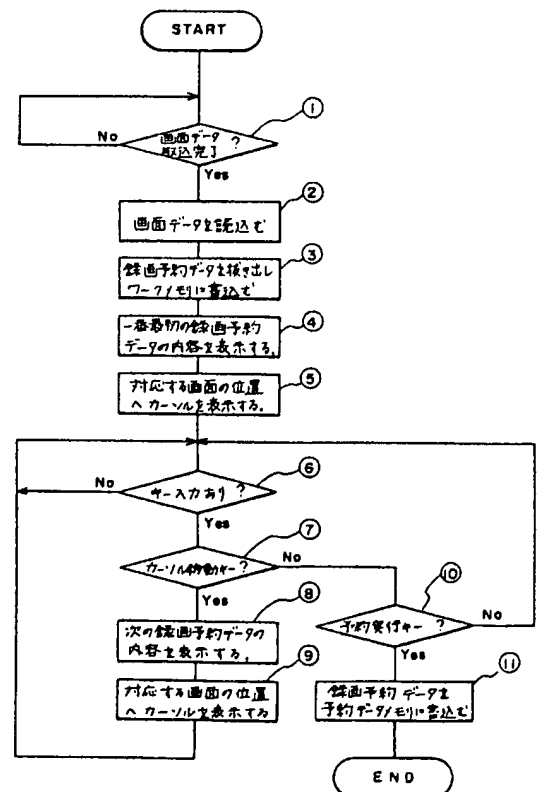 START
①
画面データ ?
取込完了
No
Yes
②
画面データを読込む
③
録画予約データを抜き出し
ワークメモリに書込む
④
一番最初の録画予約
データの内容を表示する。
⑤
対応する画面の位置
へカーソルを表示する。
⑥
キー入力あり ?
No
Yes
⑦
カーソル移動キー ?
No
Yes
⑧
次の録画予約データの
内容を表示する。
⑨
対応する画面の位置
へカーソルを表示する
⑩
予約実行キー ?
No
Yes
⑪
録画予約データを
予約データメモリに書込む
END